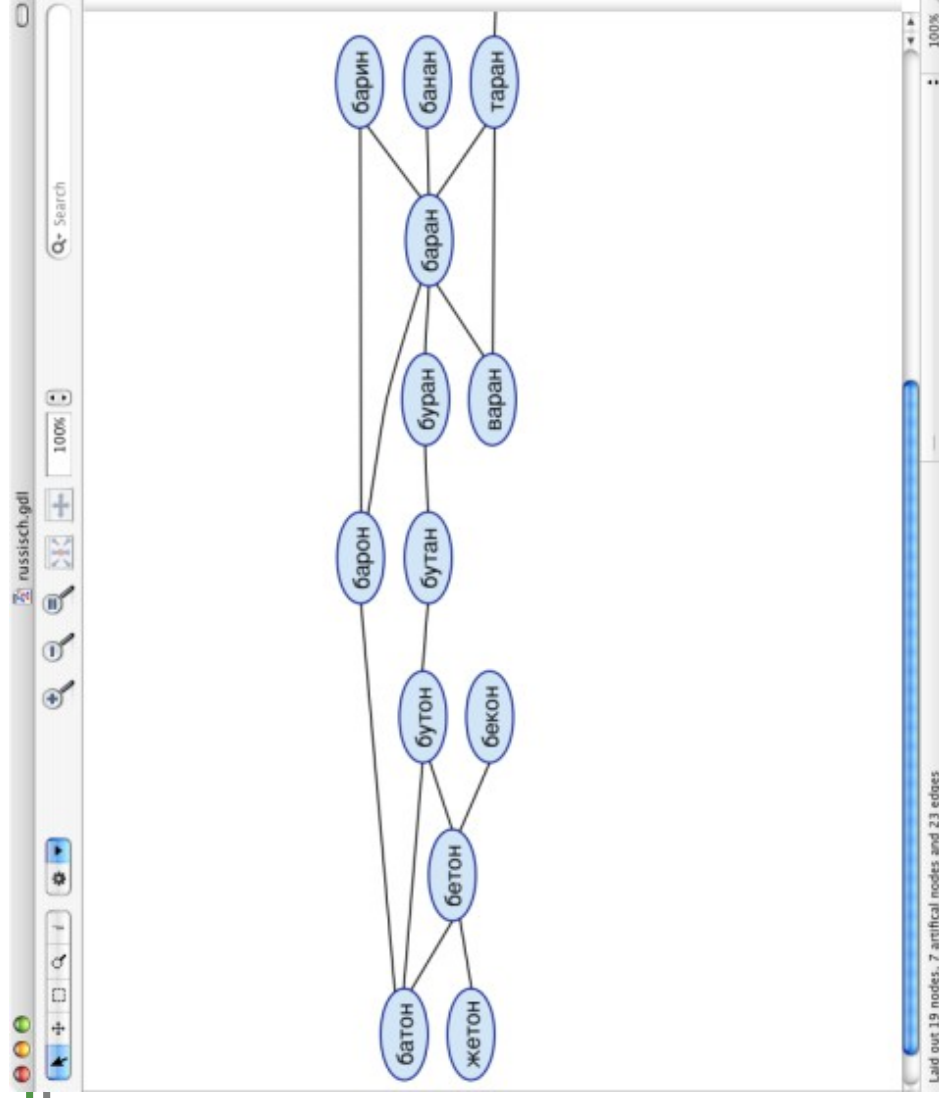 russisch.gdl
100%
Search
батон
жетон
бетон
бутон
бекон
барон
бутан
буран
варан
баран
барин
банан
таран
Laid out 19 nodes, 7 artifical nodes and 23 edges
100%